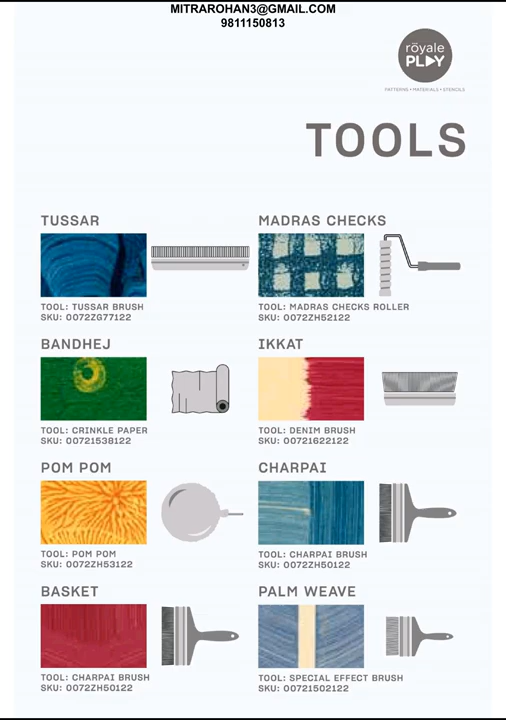 MITRAROHAN3@GMAIL.COM
9811150813
rōyale
PLAY
PATTERNS • MATERIALS • STENCILS
TOOLS
TUSSAR
TOOL: TUSSAR BRUSH
SKU: 0072ZG77122
MADRAS CHECKS
TOOL: MADRAS CHECKS ROLLER
SKU: 0072ZH52122
BANDHEJ
TOOL: CRINKLE PAPER
SKU: 00721538122
IKKAT
TOOL: DENIM BRUSH
SKU: 00721622122
POM POM
TOOL: POM POM
SKU: 0072ZH53122
CHARPAI
TOOL: CHARPAI BRUSH
SKU: 0072ZH50122
BASKET
TOOL: CHARPAI BRUSH
SKU: 0072ZH50122
PALM WEAVE
TOOL: SPECIAL EFFECT BRUSH
SKU: 00721502122